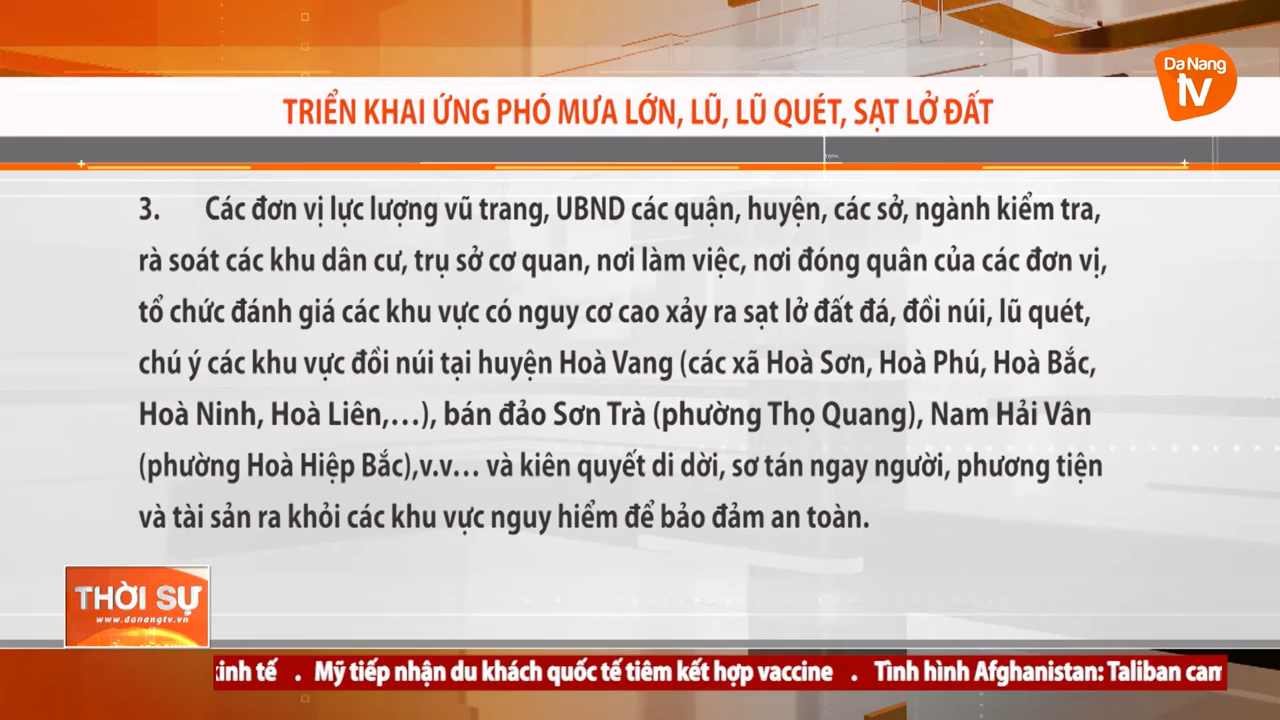 Da Nang
tv
TRIỂN KHAI ỨNG PHÓ MƯA LỚN, LŨ, LŨ QUÉT, SẠT LỞ ĐẤT
100%
3. Các đơn vị lực lượng vũ trang, UBND các quận, huyện, các sở, ngành kiểm tra,
rà soát các khu dân cư, trụ sở cơ quan, nơi làm việc, nơi đóng quân của các đơn vị,
tổ chức đánh giá các khu vực có nguy cơ cao xảy ra sạt lở đất đá, đồi núi, lũ quét,
chú ý các khu vực đồi núi tại huyện Hoà Vang (các xã Hoà Sơn, Hoà Phú, Hoà Bắc,
Hoà Ninh, Hoà Liên,...), bán đảo Sơn Trà (phường Thọ Quang), Nam Hải Vân
(phường Hoà Hiệp Bắc),v.v... và kiên quyết di dời, sơ tán ngay người, phương tiện
và tài sản ra khỏi các khu vực nguy hiểm để bảo đảm an toàn.
THỜI SỰ
www.danangtv.vn
kinh tế . Mỹ tiếp nhận du khách quốc tế tiêm kết hợp vaccine . Tình hình Afghanistan: Taliban cam